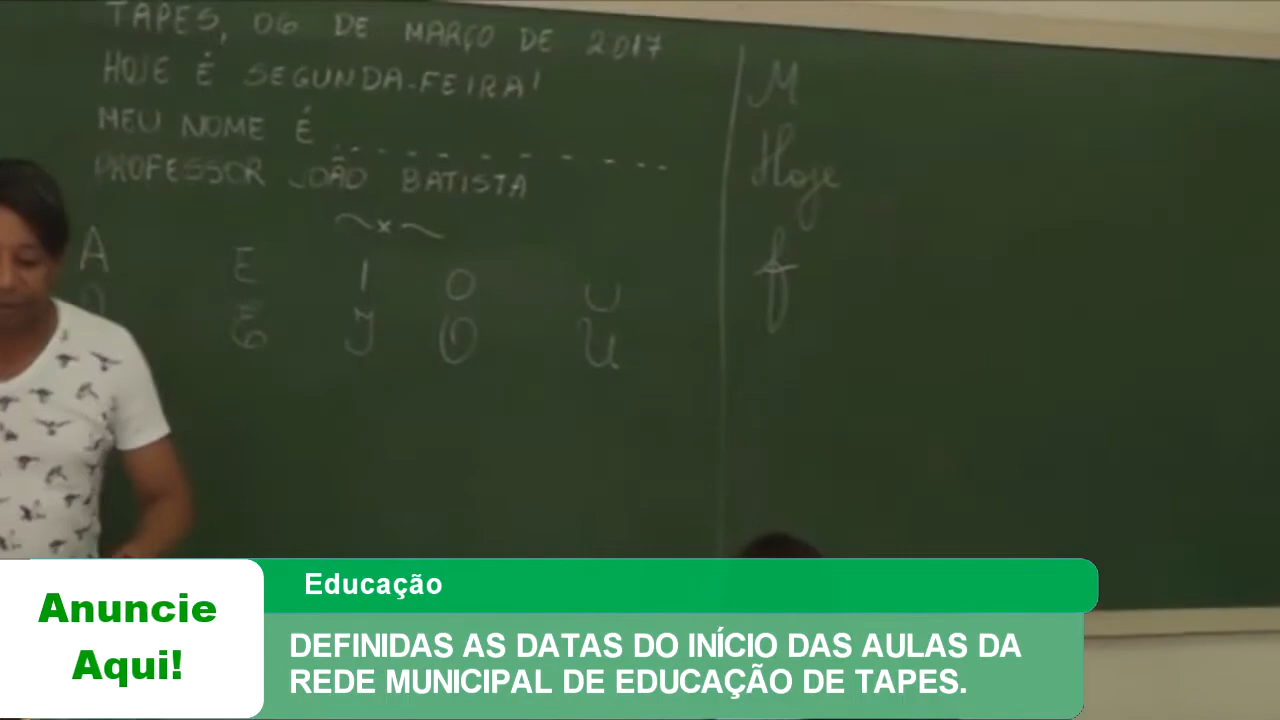 TAPES, 06 DE MARÇO DE 2017
HOJE É SEGUNDA-FEIRA!
MEU NOME É
PROFESSOR JOÃO BATISTA
A E I O U
E I O U
M
Hoje
f
Anuncie
Aqui!
Educação
DEFINIDAS AS DATAS DO INÍCIO DAS AULAS DA
REDE MUNICIPAL DE EDUCAÇÃO DE TAPES.